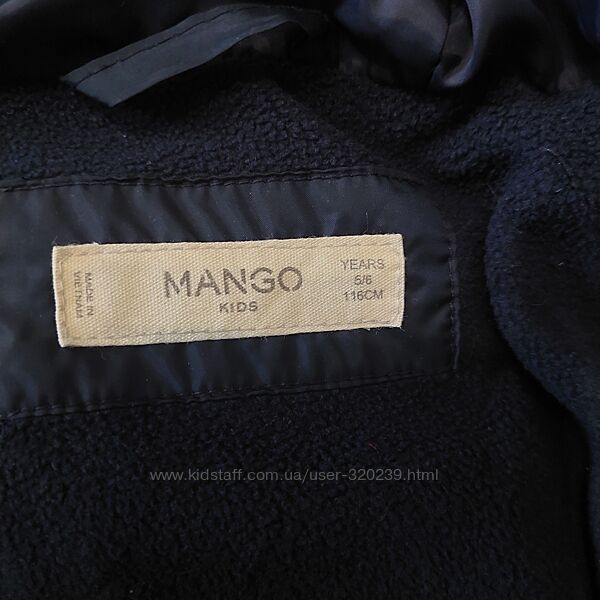 MADE IN
VIETNAM
MANGO
KIDS
YEARS
5/6
116CM
www.kidstaff.com.ua/user-320239.html